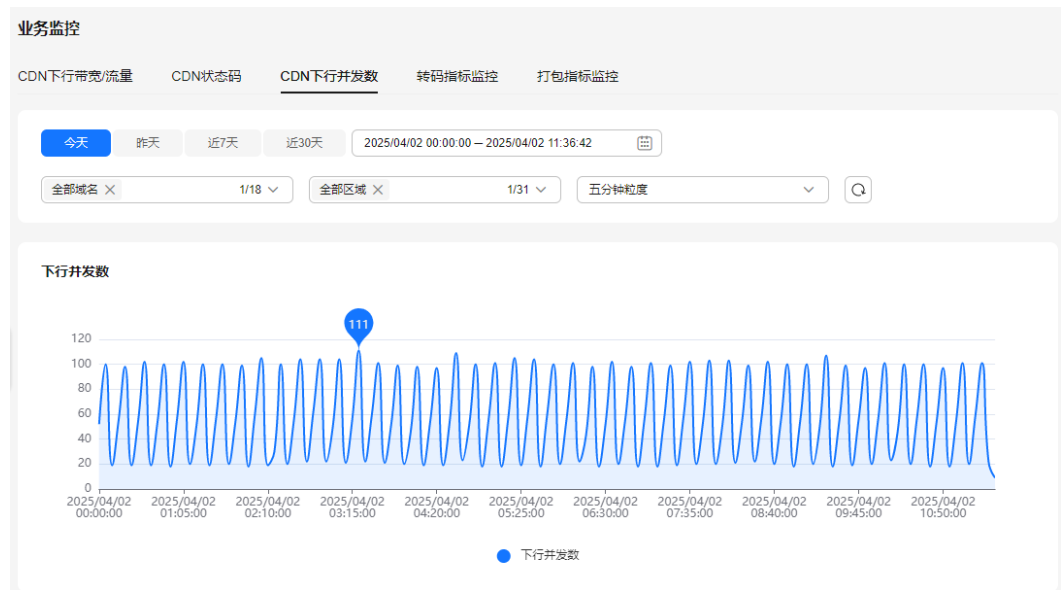 业务监控
CDN下行带宽/流量 CDN状态码 CDN下行并发数 转码指标监控 打包指标监控
今天 昨天 近7天 近30天 2025/04/02 00:00:00 – 2025/04/02 11:36:42
全部域名 1/18 全部区域 1/31 五分钟粒度
下行并发数
111
120
100
80
60
40
20
0
2025/04/02 2025/04/02 2025/04/02 2025/04/02 2025/04/02 2025/04/02 2025/04/02 2025/04/02 2025/04/02 2025/04/02 2025/04/02
00:00:00 01:05:00 02:10:00 03:15:00 04:20:00 05:25:00 06:30:00 07:35:00 08:40:00 09:45:00 10:50:00
下行并发数